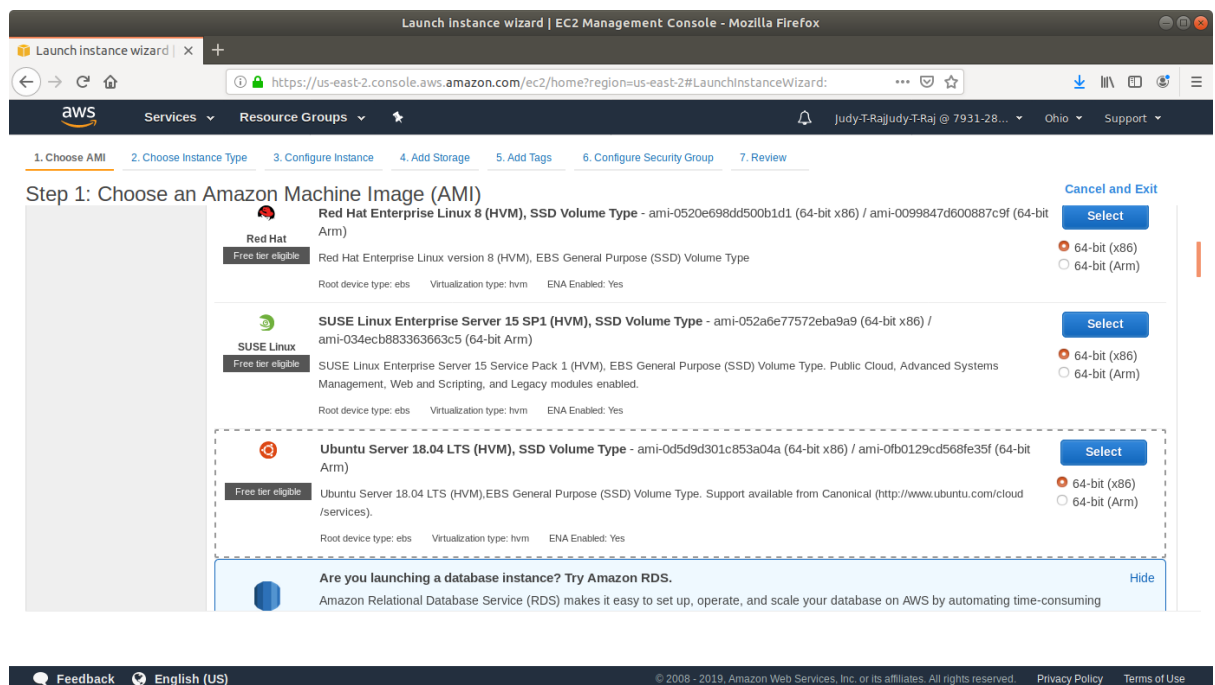 Launch instance wizard | EC2 Management Console - Mozilla Firefox
Launch instance wizard |
https://us-east-2.console.aws.amazon.com/ec2/home?region=us-east-2#LaunchInstanceWizard:
aws Services Resource Groups Judy-T-RajJudy-T-Raj @ 7931-28... Ohio Support
1. Choose AMI 2. Choose Instance Type 3. Configure Instance 4. Add Storage 5. Add Tags 6. Configure Security Group 7. Review
Step 1: Choose an Amazon Machine Image (AMI) Cancel and Exit
Red Hat
Free tier eligible
Red Hat Enterprise Linux 8 (HVM), SSD Volume Type - ami-0520e698dd500b1d1 (64-bit x86) / ami-0099847d600887c9f (64-bit
Arm)
Red Hat Enterprise Linux version 8 (HVM), EBS General Purpose (SSD) Volume Type
Root device type: ebs Virtualization type: hvm ENA Enabled: Yes
Select
64-bit (x86)
64-bit (Arm)
SUSE Linux
Free tier eligible
SUSE Linux Enterprise Server 15 SP1 (HVM), SSD Volume Type - ami-052a6e77572eba9a9 (64-bit x86) /
ami-034ecb883363663c5 (64-bit Arm)
SUSE Linux Enterprise Server 15 Service Pack 1 (HVM), EBS General Purpose (SSD) Volume Type. Public Cloud, Advanced Systems
Management, Web and Scripting, and Legacy modules enabled.
Root device type: ebs Virtualization type: hvm ENA Enabled: Yes
Select
64-bit (x86)
64-bit (Arm)
Free tier eligible
Ubuntu Server 18.04 LTS (HVM), SSD Volume Type - ami-0d5d9d301c853a04a (64-bit x86) / ami-0fb0129cd568fe35f (64-bit
Arm)
Ubuntu Server 18.04 LTS (HVM),EBS General Purpose (SSD) Volume Type. Support available from Canonical (http://www.ubuntu.com/cloud
/services).
Root device type: ebs Virtualization type: hvm ENA Enabled: Yes
Select
64-bit (x86)
64-bit (Arm)
Are you launching a database instance? Try Amazon RDS. Hide
Amazon Relational Database Service (RDS) makes it easy to set up, operate, and scale your database on AWS by automating time-consuming
Feedback English (US) © 2008 - 2019, Amazon Web Services, Inc. or its affiliates. All rights reserved. Privacy Policy Terms of Use